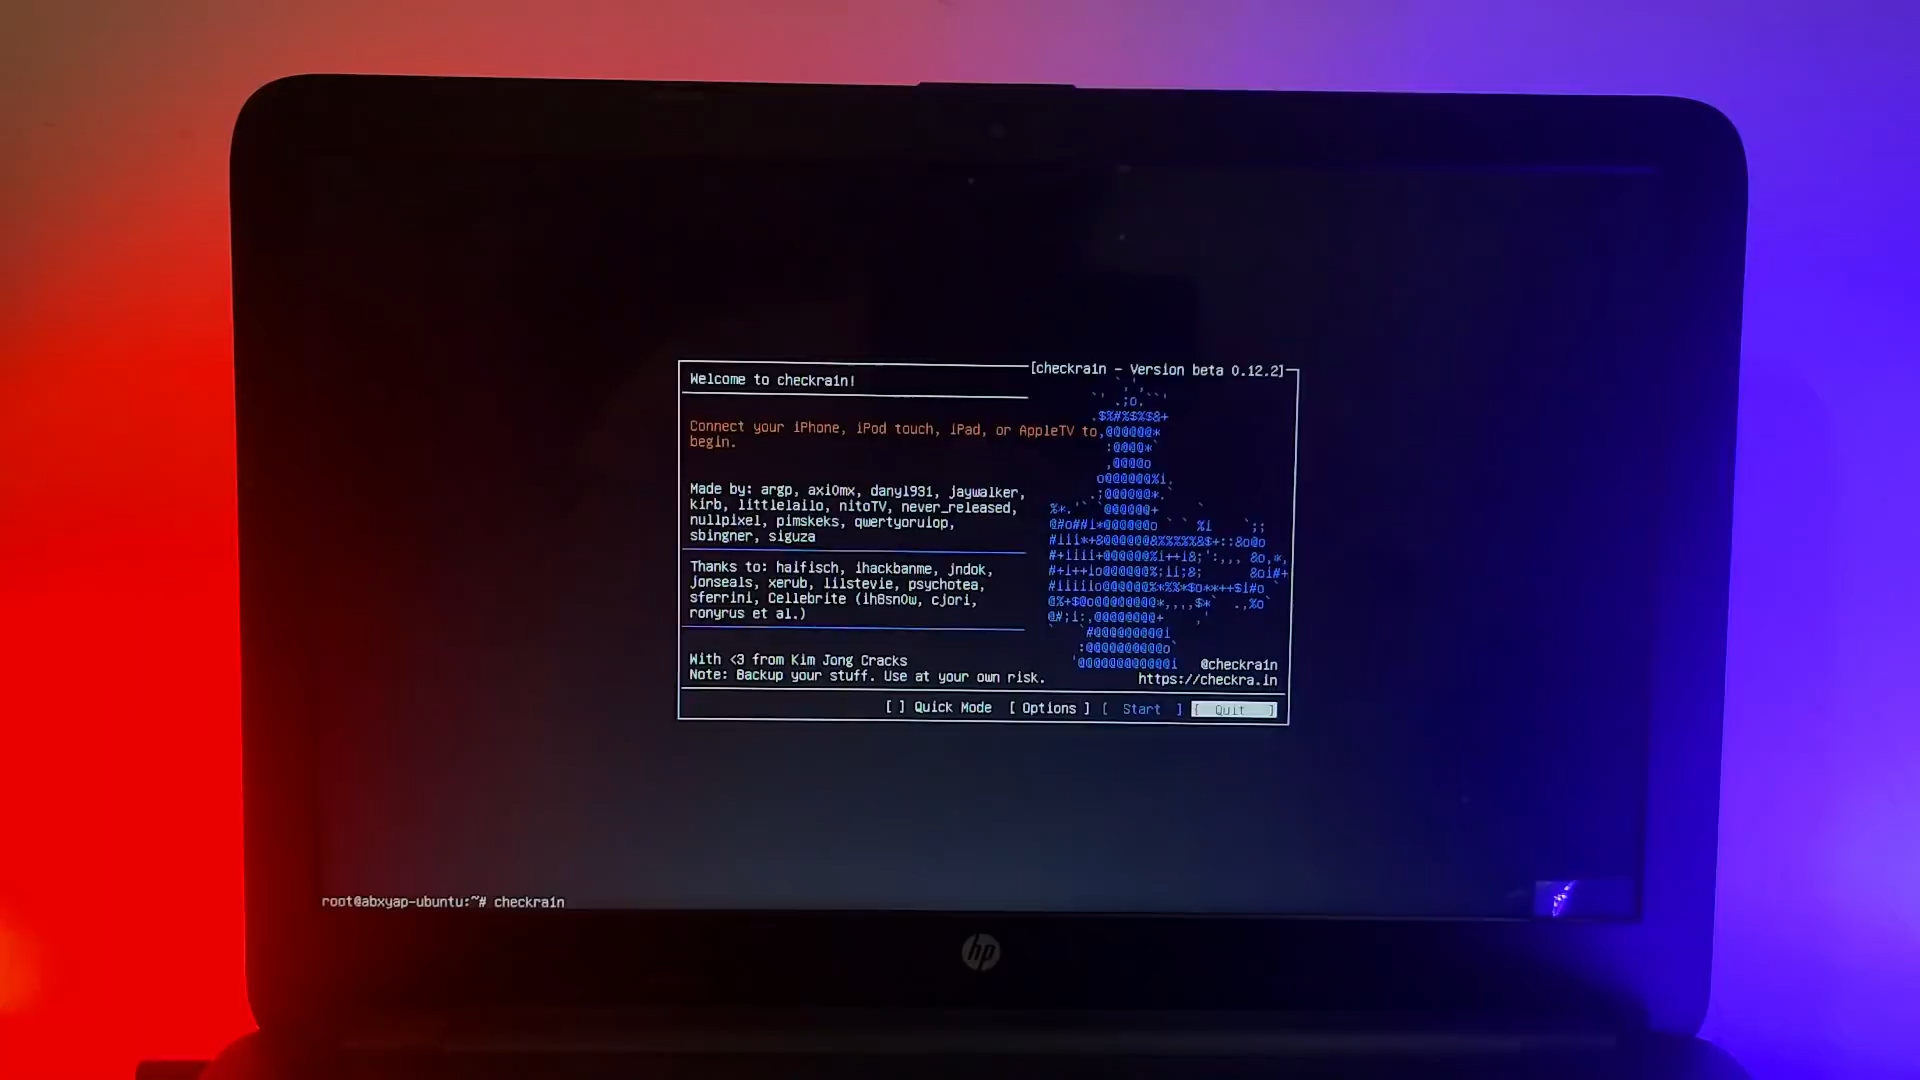 [checkra1n - Version beta 0.12.2]
Welcome to checkra1n!
Connect your iPhone, iPod touch, iPad, or AppleTV to
begin.
Made by: argp, axi0mx, danyl931, jaywalker,
kirb, littlelailo, nitoTV, never_released,
nullpixel, pimskeks, qwertyoruiop,
sbingner, siguza
Thanks to: haifisch, ihackbanme, jndok,
jonseals, xerub, lilstevie, psychotea,
sferrini, Cellebrite (ih8sn0w, cjori,
ronyrus et al.)
With <3 from Kim Jong Cracks
Note: Backup your stuff. Use at your own risk.
@checkra1n
https://checkra.in
[ ] Quick Mode [ Options ] [ Start ] [ Quit ]
root@abxyap-ubuntu:~# checkra1n
hp